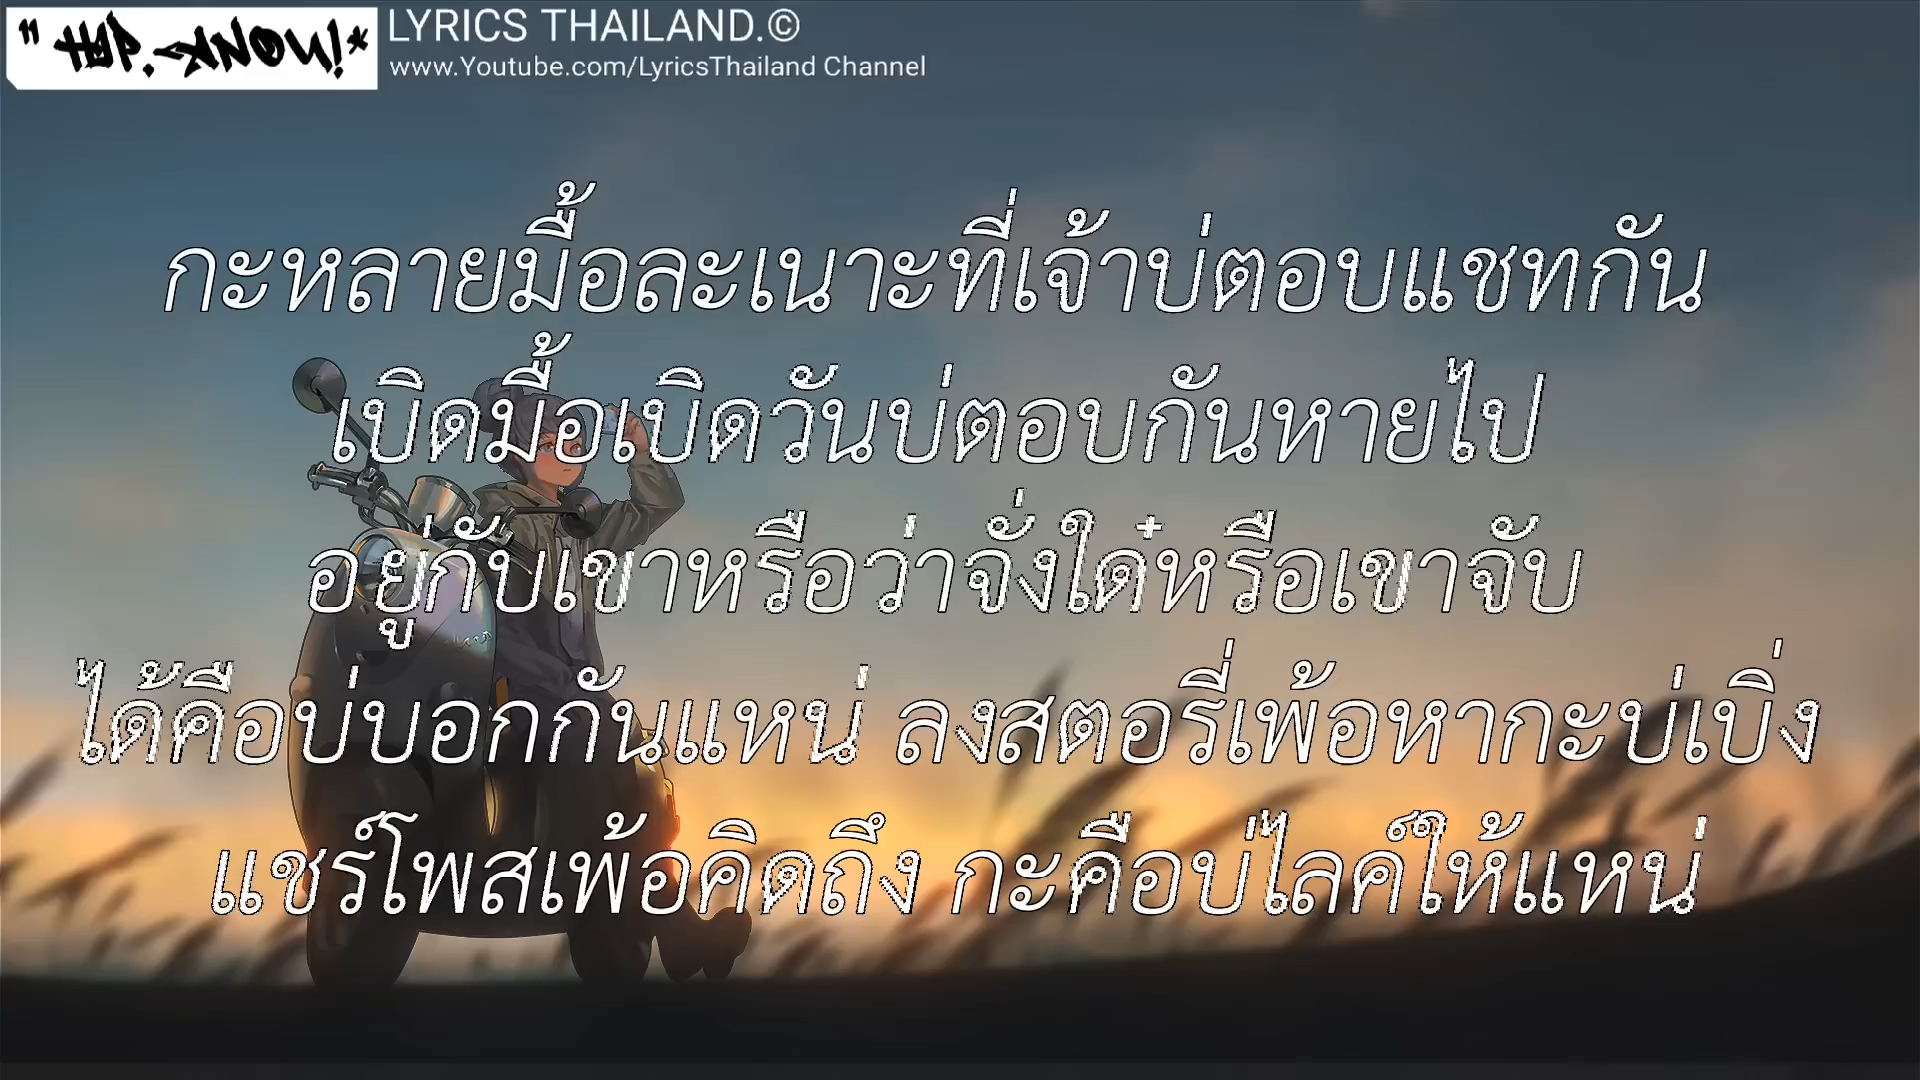 " HYP.-KNOW!*
LYRICS THAILAND.©
www.Youtube.com/LyricsThailand Channel
กะหลายมื้อละเนาะที่เจ้าบ่ตอบแชทกัน
เบิดมื้อเบิดวันบ่ตอบกันหายไป
อยู่กับเขาหรือว่าจั่งใด๋หรือเขาจับ
ได้คือบ่บอกกันแหน่ ลงสตอรี่เพ้อหากะบ่เบิ่ง
แชร์โพสเพ้อคิดถึง กะคือบ่ไลค์ให้แหน่